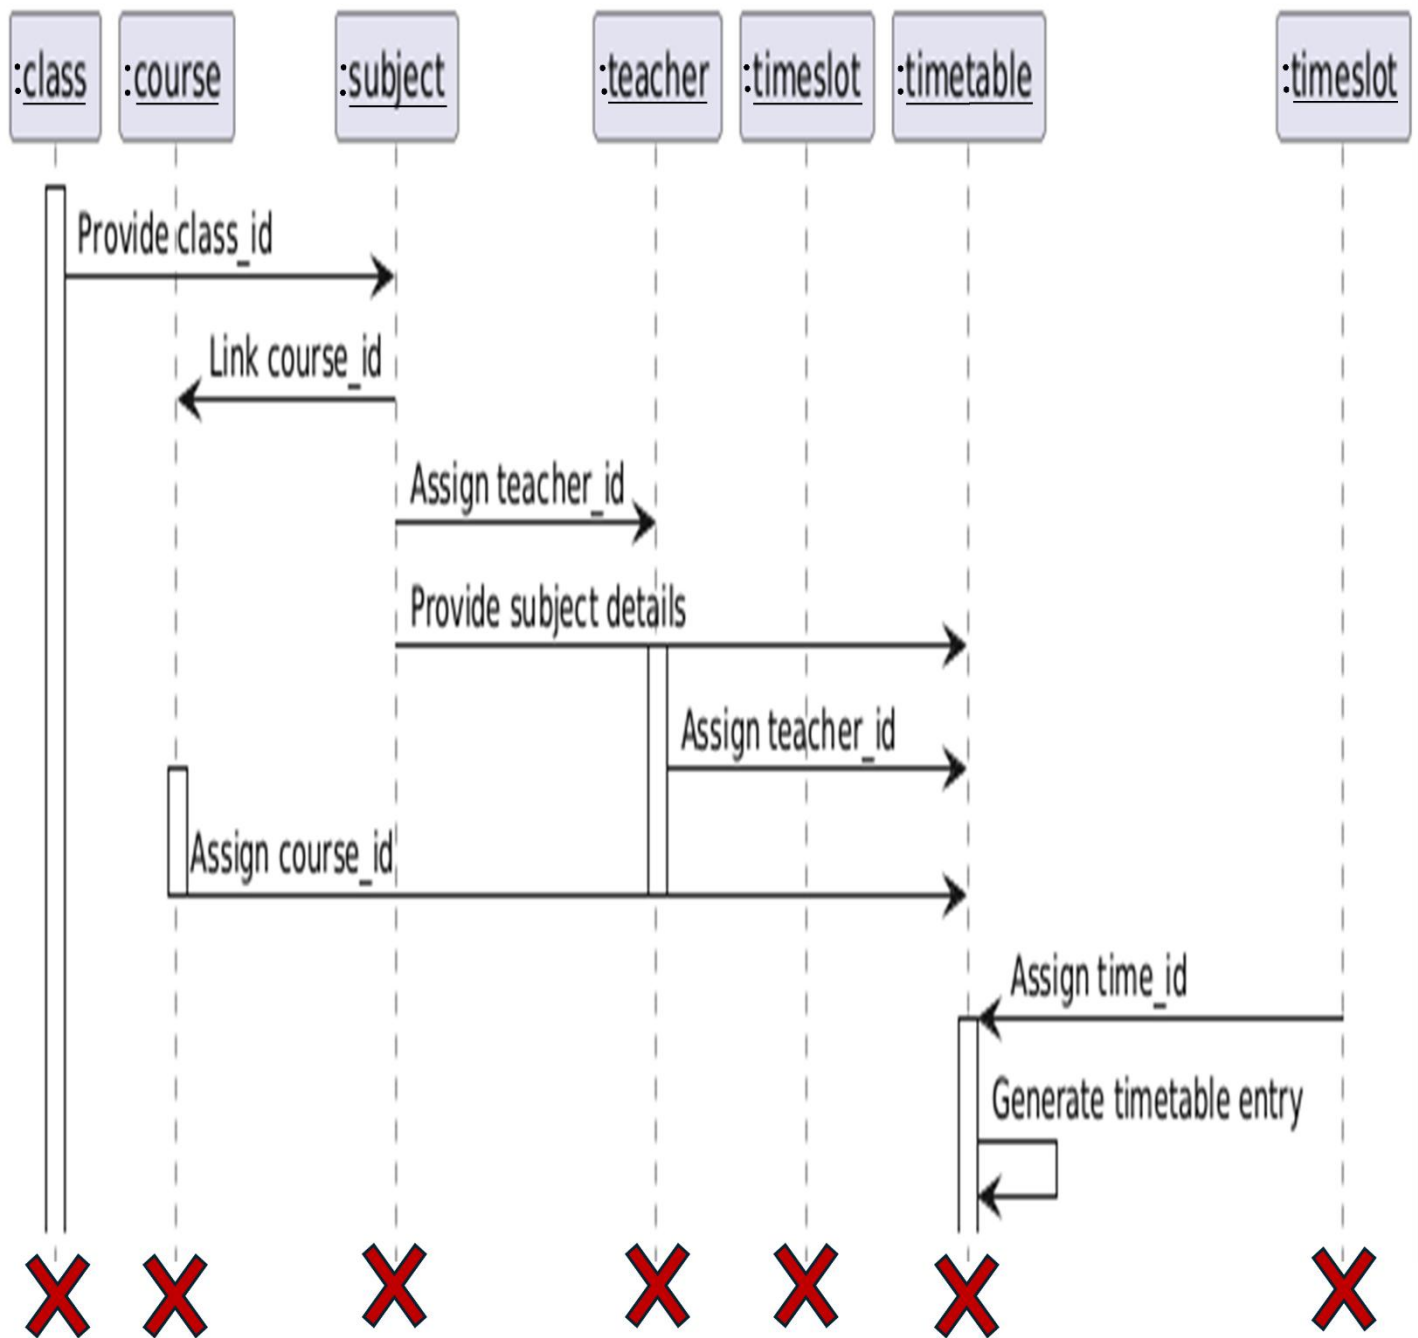 :class
:course
:subject
:teacher
:timeslot
:timetable
:timeslot
Provide class_id
Link course_id
Assign teacher_id
Provide subject details
Assign teacher_id
Assign course_id
Assign time_id
Generate timetable entry